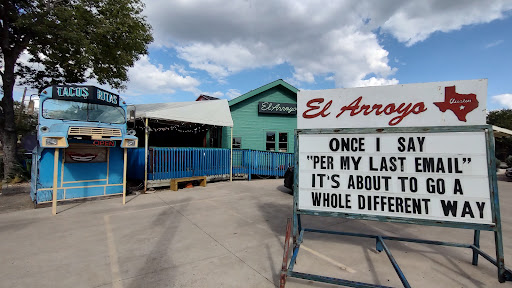 TACOS RITAS
El Arroyo
El Arroyo
ONCE I SAY
"PER MY LAST EMAIL"
IT'S ABOUT TO GO A
WHOLE DIFFERENT WAY